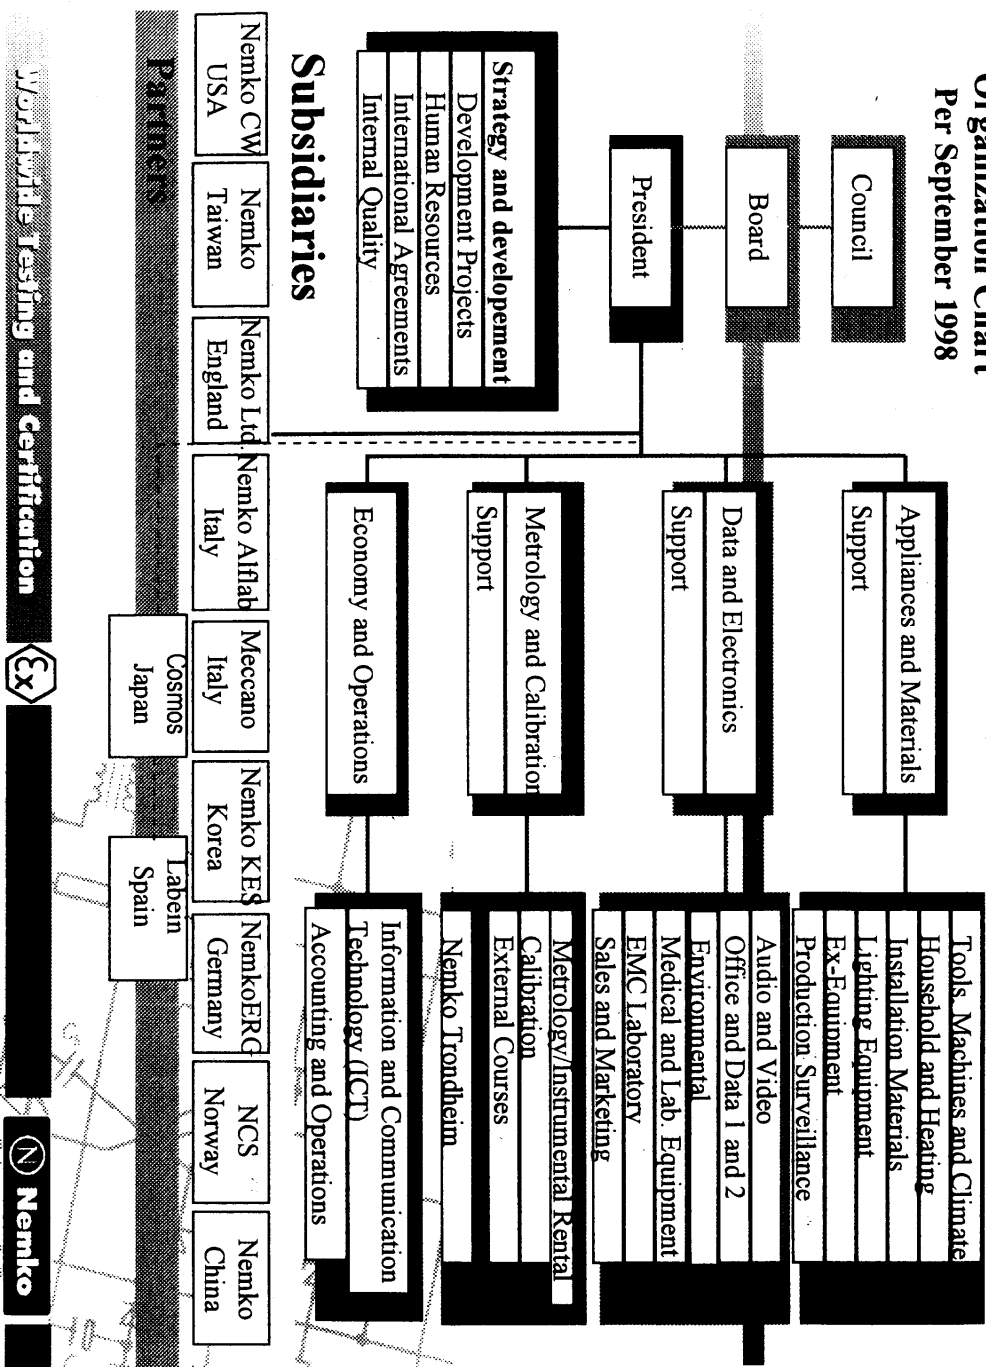 Organization Chart
Per September 1998
Council
Board
President
Strategy and developement
Development Projects
Human Resources
International Agreements
Internal Quality
Appliances and Materials
Support
Data and Electronics
Support
Metrology and Calibration
Support
Economy and Operations
Tools, Machines and Climate
Household and Heating
Installation Materials
Lighting Equipment
Ex-Equipment
Production Surveillance
Audio and Video
Office and Data 1 and 2
Environmental
Medical and Lab. Equipment
EMC Laboratory
Sales and Marketing
Metrology/Instrumental Rental
Calibration
External Courses
Nemko Trondheim
Information and Communication
Technology (ICT)
Accounting and Operations
Subsidiaries
Nemko CW
USA
Nemko
Taiwan
Nemko Ltd.
England
Nemko Alflab
Italy
Meccano
Italy
Nemko KES
Korea
NemkoERG
Germany
NCS
Norway
Nemko
China
Partners
Cosmos
Japan
Labein
Spain
Worldwide Testing and Certification
Ex
N Nemko